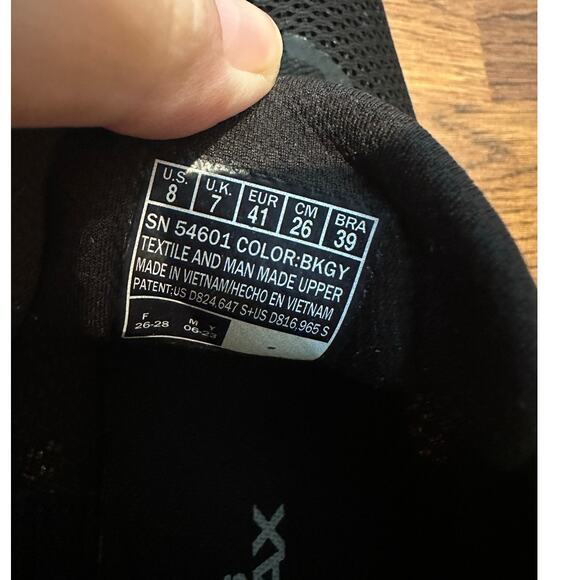 U.S. U.K. EUR CM BRA
8 7 41 26 39
SN 54601 COLOR:BKGY
TEXTILE AND MAN MADE UPPER
MADE IN VIETNAM/HECHO EN VIETNAM
PATENT:US D824,647 S+US D816,965 S
F M Y
26-28 06-23
-